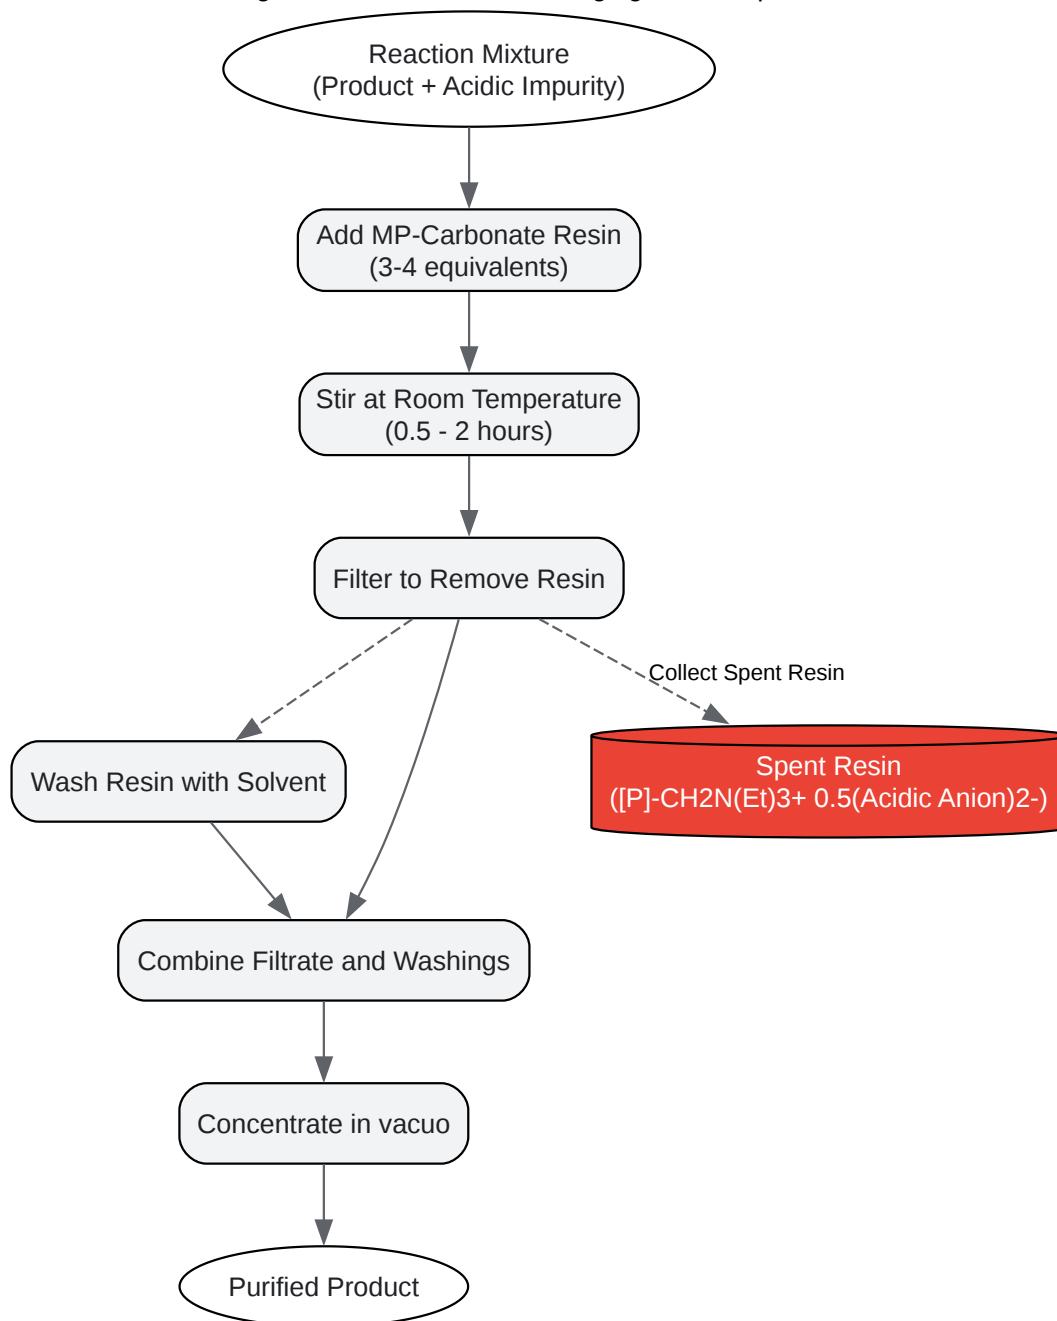 Reaction Mixture
(Product + Acidic Impurity)
Add MP-Carbonate Resin
(3-4 equivalents)
Stir at Room Temperature
(0.5 - 2 hours)
Filter to Remove Resin
Collect Spent Resin
Wash Resin with Solvent
Spent Resin
([P]-CH2N(Et)3+ 0.5(Acidic Anion)2-)
Combine Filtrate and Washings
Concentrate in vacuo
Purified Product